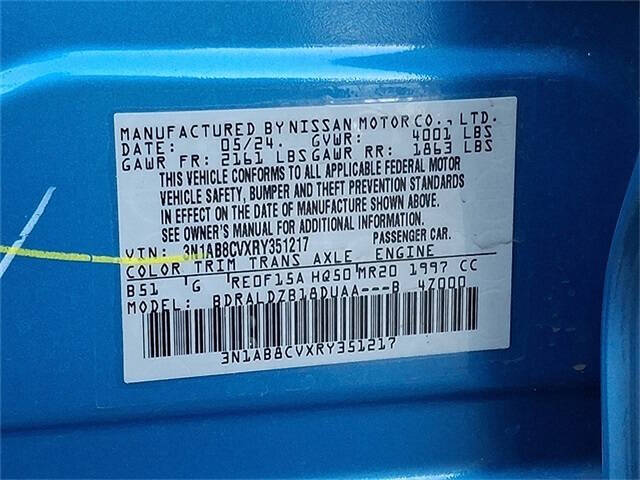 MANUFACTURED BY NISSAN MOTOR CO., LTD.
DATE: 05/24. GVWR: 4001 LBS
GAWR FR: 2161 LBS GAWR RR: 1863 LBS
THIS VEHICLE CONFORMS TO ALL APPLICABLE FEDERAL MOTOR
VEHICLE SAFETY, BUMPER AND THEFT PREVENTION STANDARDS
IN EFFECT ON THE DATE OF MANUFACTURE SHOWN ABOVE.
SEE OWNER'S MANUAL FOR ADDITIONAL INFORMATION.
VIN: 3N1AB8CVXRY351217 PASSENGER CAR.
COLOR TRIM TRANS AXLE ENGINE
B51 G RE0F15A HQ50 MR20 1997 CC
BDRALDZB18DUAA---B 4Z000
3N1AB8CVXRY351217